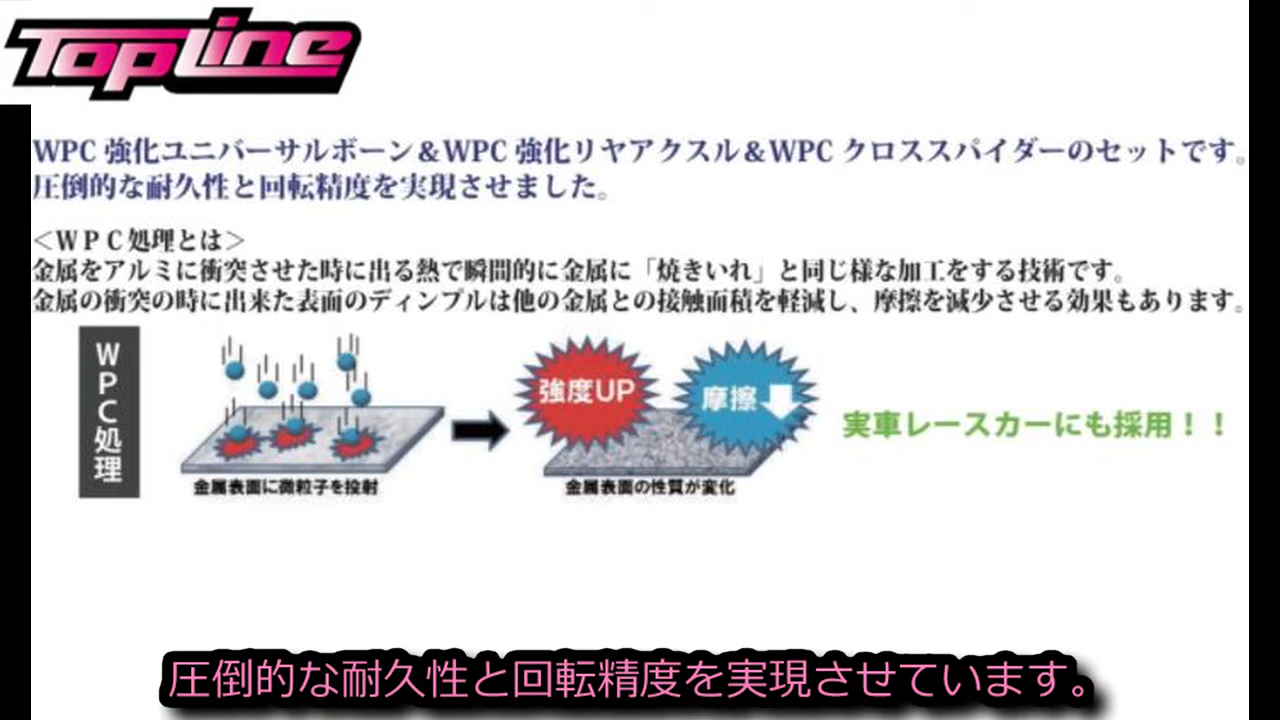 TopLine
WPC 強化ユニバーサルボーン＆WPC 強化リヤアクスル＆WPC クロススパイダーのセットです。
圧倒的な耐久性と回転精度を実現させました。
＜ＷＰＣ処理とは＞
金属をアルミに衝突させた時に出る熱で瞬間的に金属に「焼きいれ」と同じ様な加工をする技術です。
金属の衝突の時に出来た表面のディンプルは他の金属との接触面積を軽減し、摩擦を減少させる効果もあります。
WPC処理
強度UP
摩擦
実車レースカーにも採用！！
金属表面に微粒子を投射
金属表面の性質が変化
圧倒的な耐久性と回転精度を実現させています。